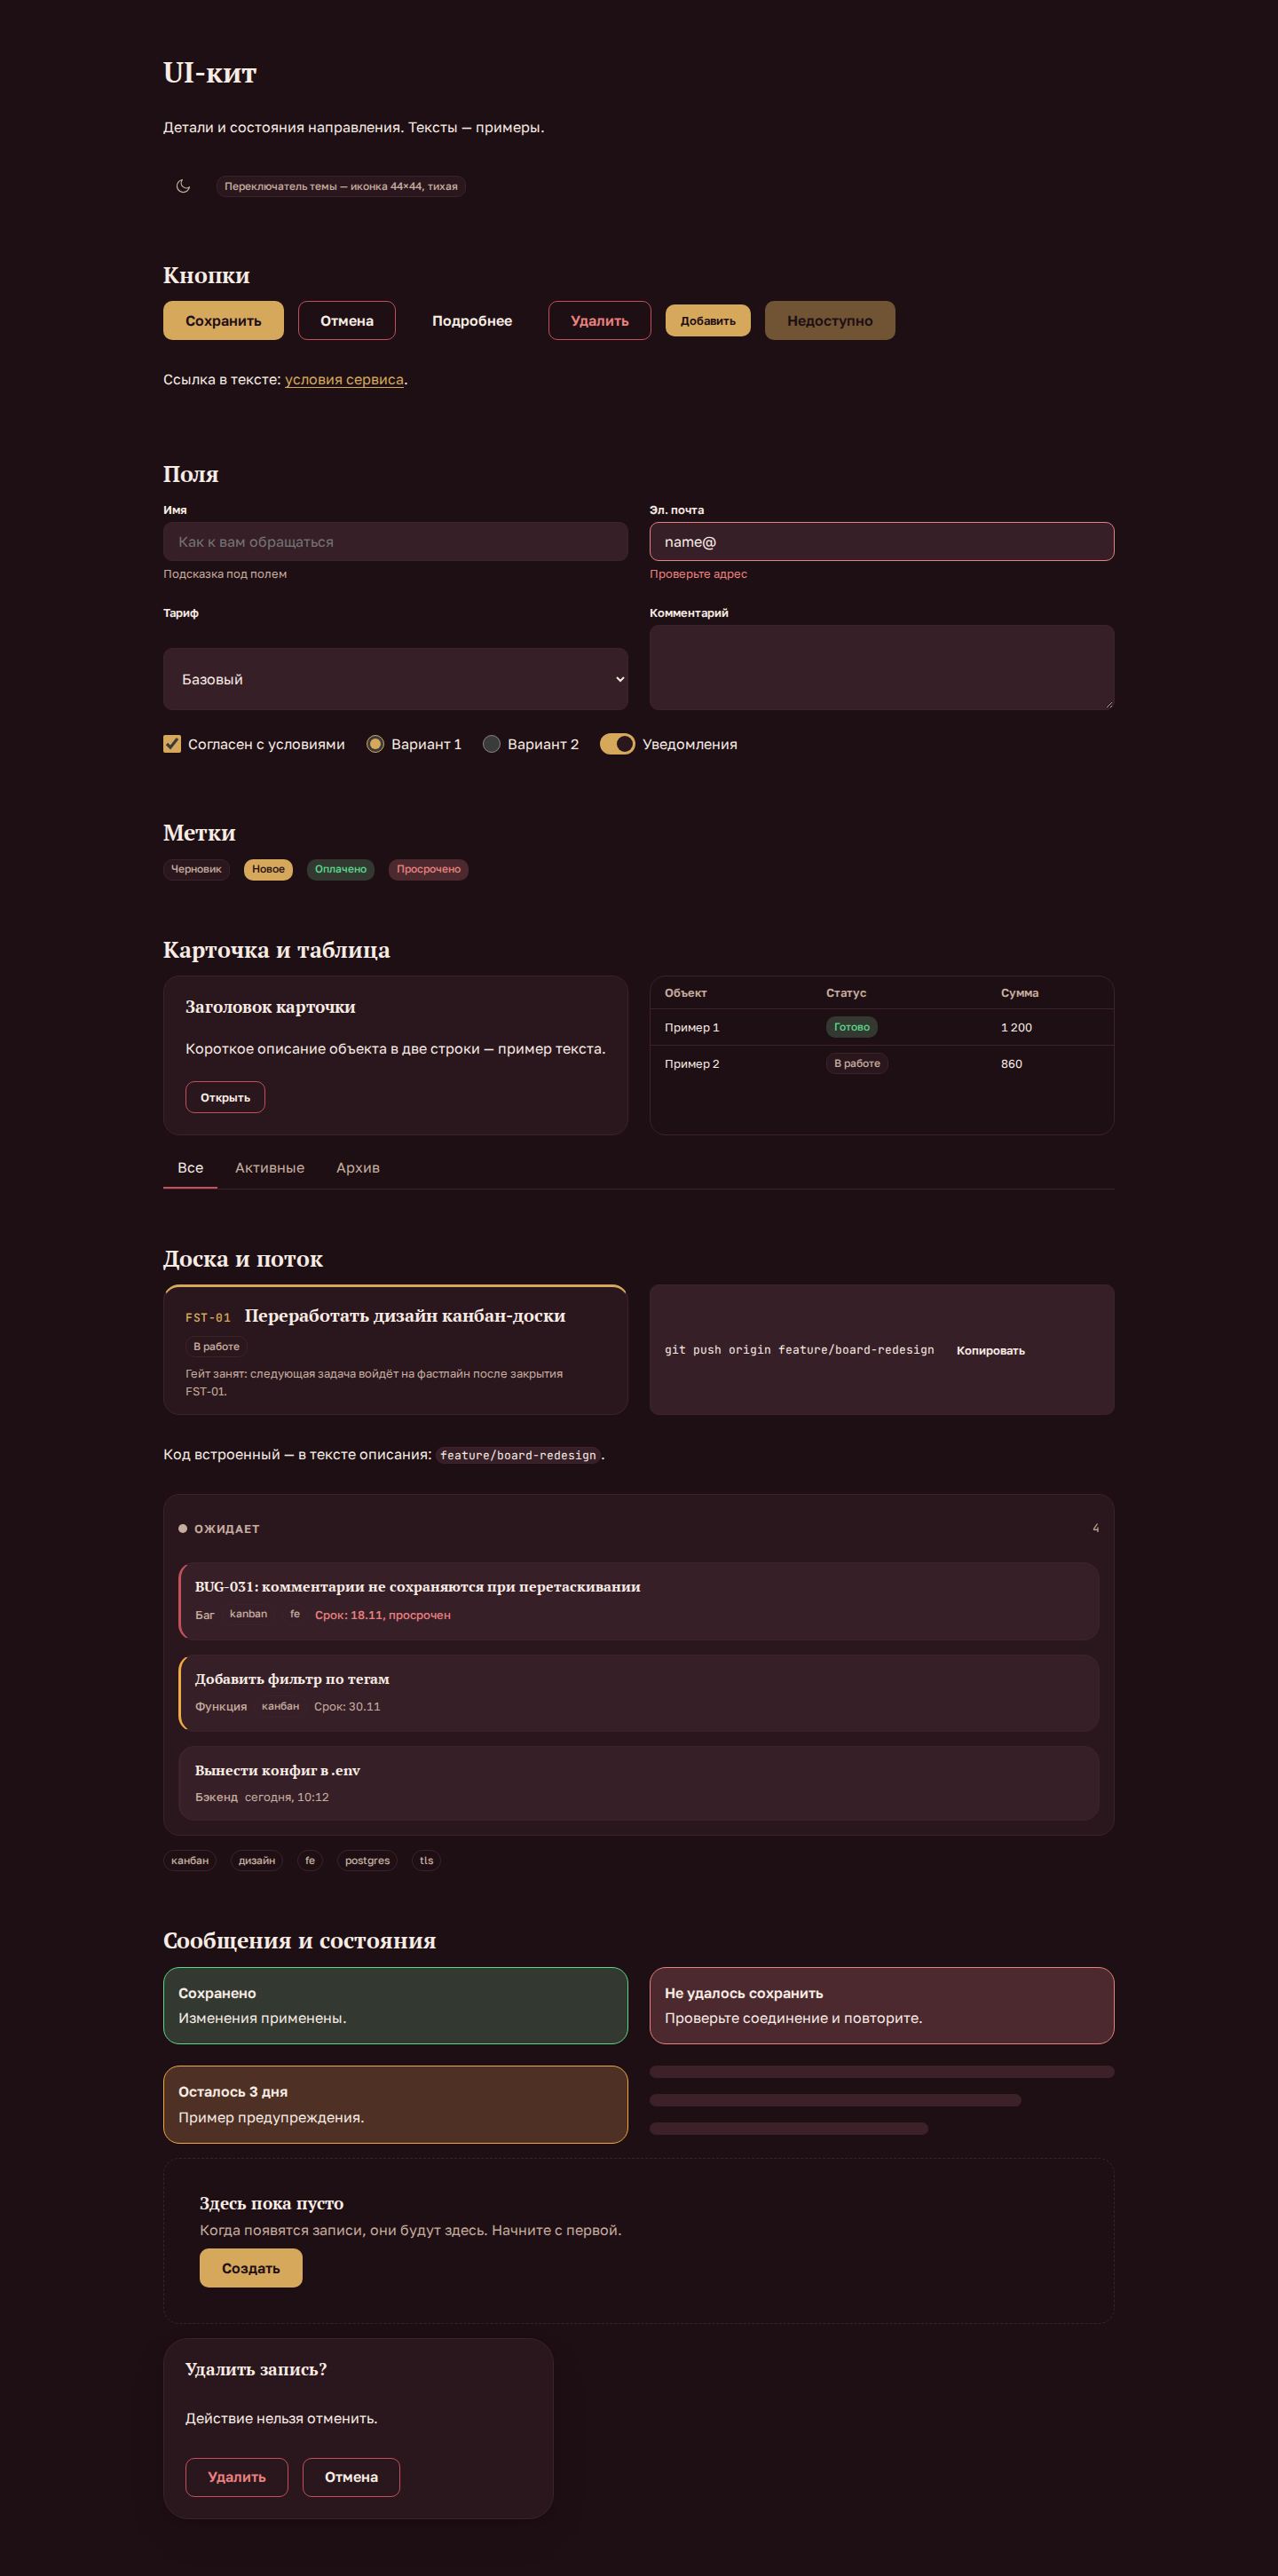 UI-кит
Детали и состояния направления. Тексты — примеры.
Переключатель темы — иконка 44×44, тихая
Кнопки
Сохранить
Отмена
Подробнее
Удалить
Добавить
Недоступно
Ссылка в тексте: условия сервиса.
Поля
Имя
Как к вам обращаться
Подсказка под полем
Эл. почта
name@
Проверьте адрес
Тариф
Базовый
Комментарий
Согласен с условиями
Вариант 1
Вариант 2
Уведомления
Метки
Черновик
Новое
Оплачено
Просрочено
Карточка и таблица
Заголовок карточки
Короткое описание объекта в две строки — пример текста.
Открыть
Объект Статус Сумма
Пример 1 Готово 1 200
Пример 2 В работе 860
Все
Активные
Архив
Доска и поток
FST-01 Переработать дизайн канбан-доски
В работе
Гейт занят: следующая задача войдёт на фастлайн после закрытия
FST-01.
git push origin feature/board-redesign
Копировать
Код встроенный — в тексте описания: feature/board-redesign.
ОЖИДАЕТ 4
BUG-031: комментарии не сохраняются при перетаскивании
Баг kanban fe Срок: 18.11, просрочен
Добавить фильтр по тегам
Функция канбан Срок: 30.11
Вынести конфиг в .env
Бэкенд сегодня, 10:12
канбан
дизайн
fe
postgres
tls
Сообщения и состояния
Сохранено
Изменения применены.
Не удалось сохранить
Проверьте соединение и повторите.
Осталось 3 дня
Пример предупреждения.
Здесь пока пусто
Когда появятся записи, они будут здесь. Начните с первой.
Создать
Удалить запись?
Действие нельзя отменить.
Удалить
Отмена